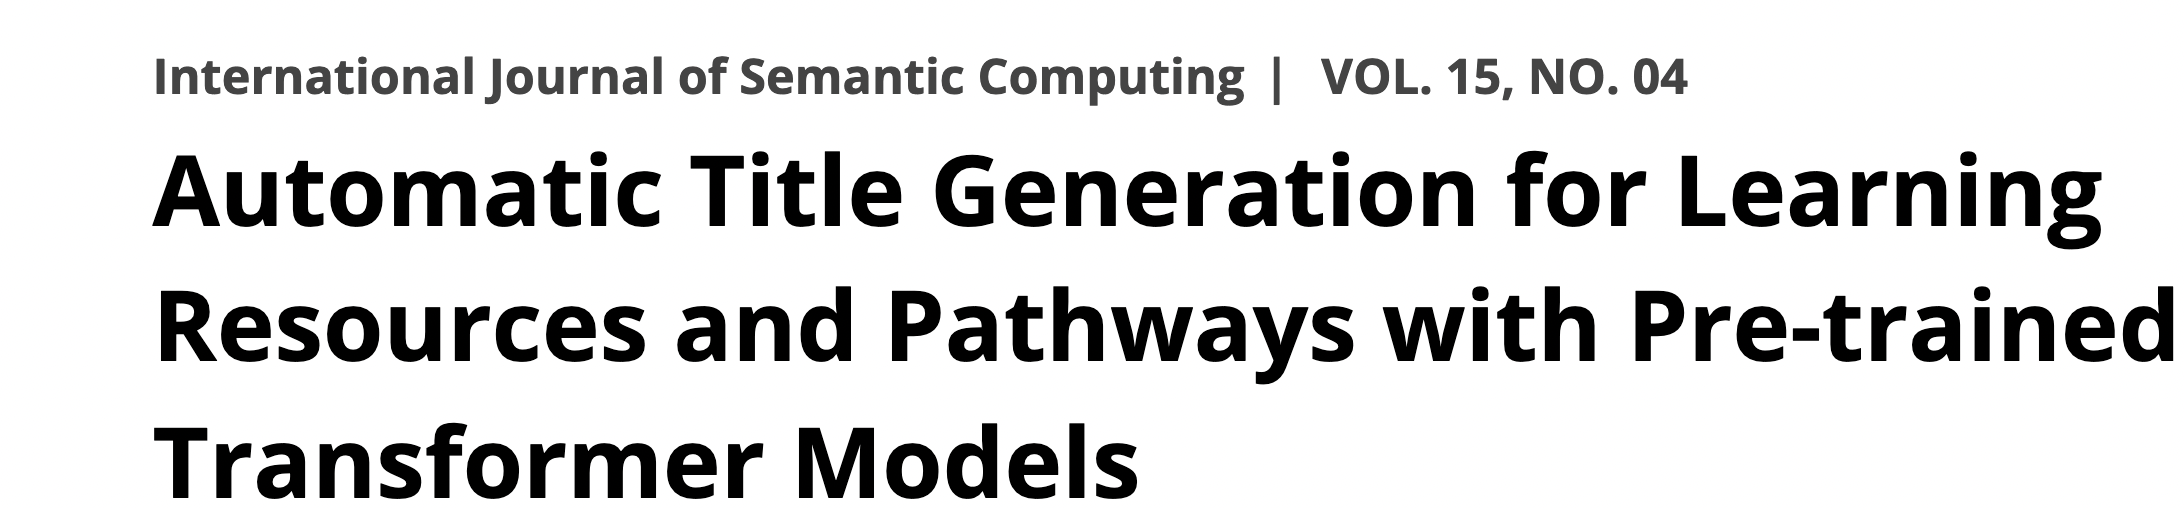 International Journal of Semantic Computing | VOL. 15, NO. 04
Automatic Title Generation for Learning
Resources and Pathways with Pre-trained
Transformer Models